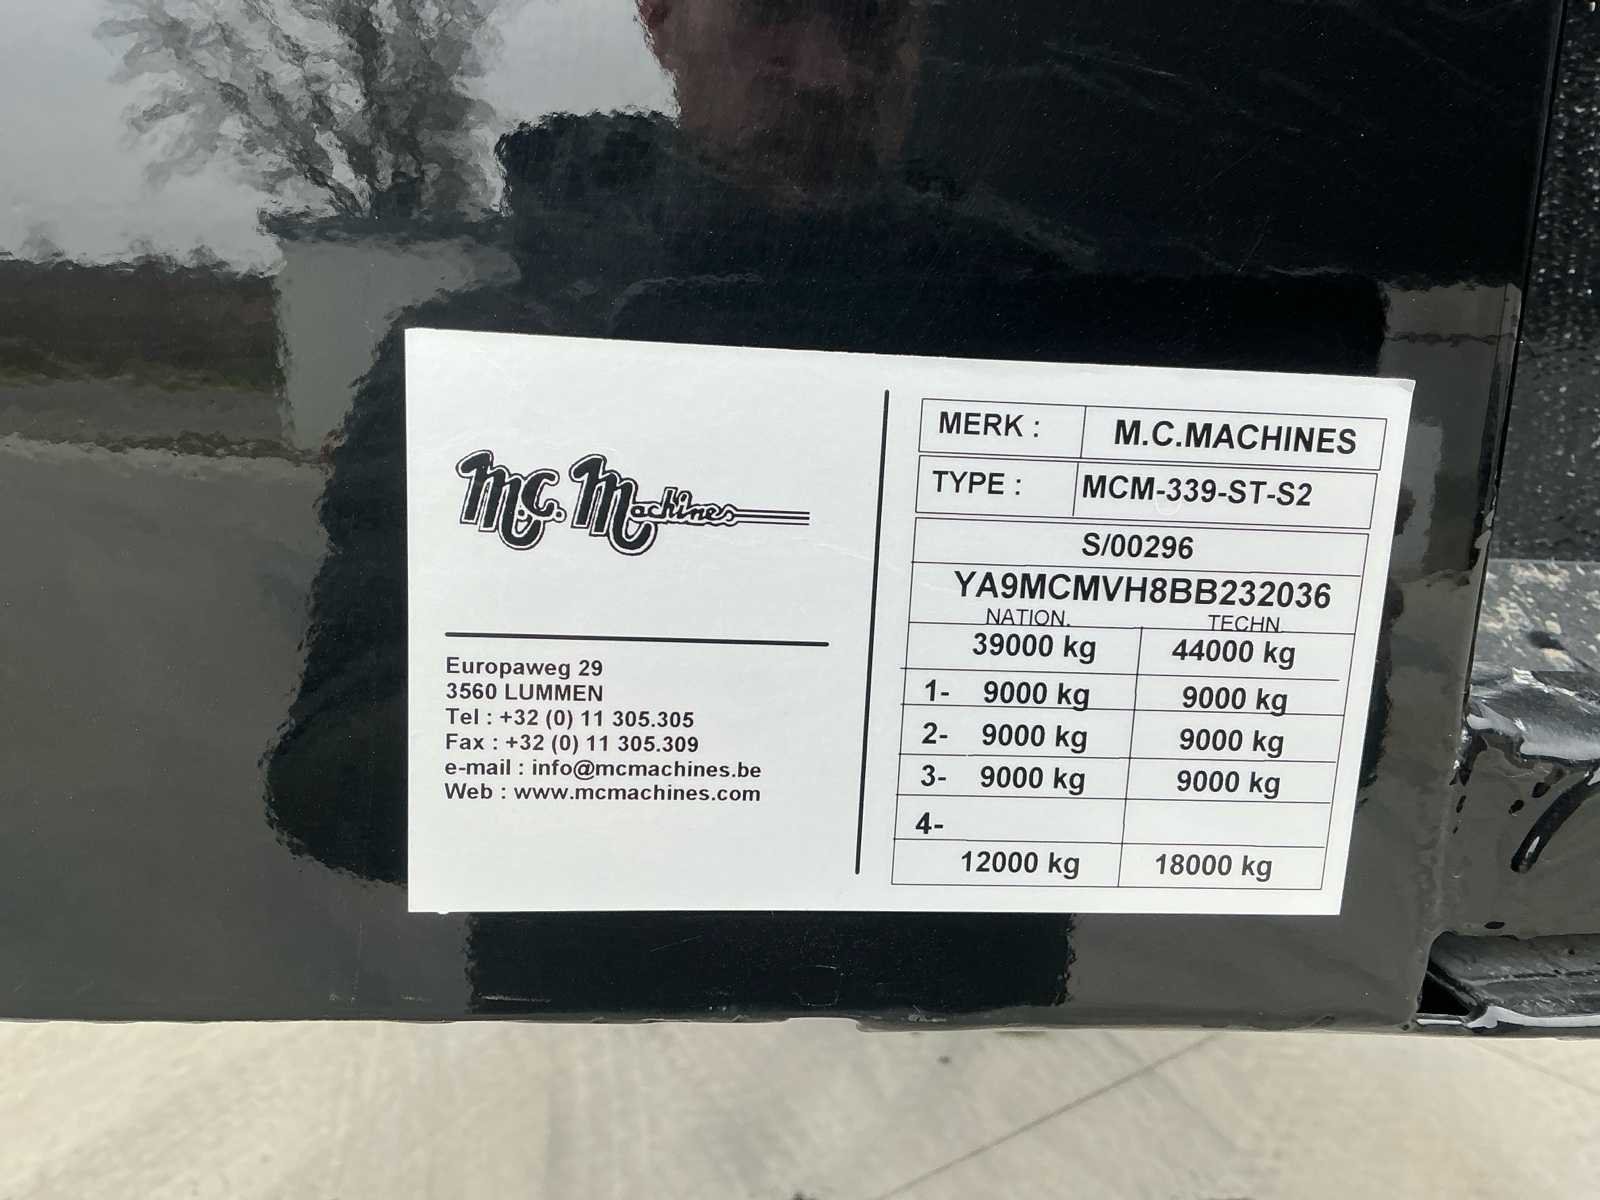 M.C. Machines
Europaweg 29
3560 LUMMEN
Tel : +32 (0) 11 305.305
Fax : +32 (0) 11 305.309
e-mail : info@mcmachines.be
Web : www.mcmachines.com
MERK : M.C.MACHINES
TYPE : MCM-339-ST-S2
S/00296
YA9MCMVH8BB232036
NATION. TECHN.
39000 kg 44000 kg
1- 9000 kg 9000 kg
2- 9000 kg 9000 kg
3- 9000 kg 9000 kg
4-
12000 kg 18000 kg